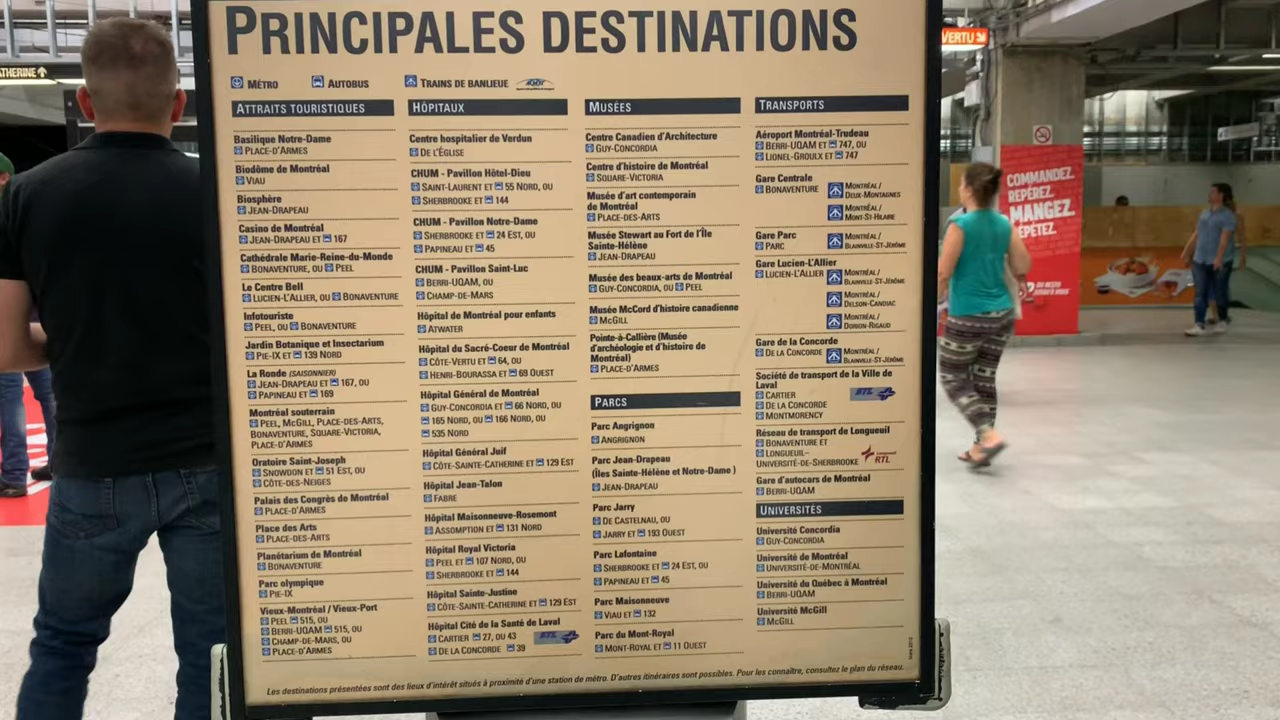 PRINCIPALES DESTINATIONS
MÉTRO
AUTOBUS
TRAINS DE BANLIEUE
ATTRAITS TOURISTIQUES
Basilique Notre-Dame
PLACE-D'ARMES
Biodôme de Montréal
VIAU
Biosphère
JEAN-DRAPEAU
Casino de Montréal
JEAN-DRAPEAU ET 167
Cathédrale Marie-Reine-du-Monde
BONAVENTURE, OU PEEL
Le Centre Bell
LUCIEN-L'ALLIER, OU BONAVENTURE
Infotouriste
PEEL, OU BONAVENTURE
Jardin Botanique et Insectarium
PIE-IX ET 139 NORD
La Ronde (SAISONNIER)
JEAN-DRAPEAU ET 167, OU
PAPINEAU ET 169
Montréal souterrain
PEEL, MCGILL, PLACE-DES-ARTS,
BONAVENTURE, SQUARE-VICTORIA,
PLACE-D'ARMES
Oratoire Saint-Joseph
SNOWDON ET 51 EST, OU
CÔTE-DES-NEIGES
Palais des Congrès de Montréal
PLACE-D'ARMES
Place des Arts
PLACE-DES-ARTS
Planétarium de Montréal
BONAVENTURE
Parc olympique
PIE-IX
Vieux-Montréal / Vieux-Port
PEEL 515, OU
BERRI-UQAM 515, OU
CHAMP-DE-MARS, OU
PLACE-D'ARMES
HÔPITAUX
Centre hospitalier de Verdun
DE L'ÉGLISE
CHUM - Pavillon Hôtel-Dieu
SAINT-LAURENT ET 55 NORD, OU
SHERBROOKE ET 144
CHUM - Pavillon Notre-Dame
SHERBROOKE ET 24 EST, OU
PAPINEAU ET 45
CHUM - Pavillon Saint-Luc
BERRI-UQAM, OU
CHAMP-DE-MARS
Hôpital de Montréal pour enfants
ATWATER
Hôpital du Sacré-Coeur de Montréal
CÔTE-VERTU ET 64, OU
HENRI-BOURASSA ET 69 OUEST
Hôpital Général de Montréal
GUY-CONCORDIA ET 66 NORD, OU
165 NORD, OU 166 NORD, OU
535 NORD
Hôpital Général Juif
CÔTE-SAINTE-CATHERINE ET 129 EST
Hôpital Jean-Talon
FABRE
Hôpital Maisonneuve-Rosemont
ASSOMPTION ET 131 NORD
Hôpital Royal Victoria
PEEL ET 107 NORD, OU
SHERBROOKE ET 144
Hôpital Sainte-Justine
CÔTE-SAINTE-CATHERINE ET 129 EST
Hôpital Cité de la Santé de Laval
CARTIER 27, OU 43
DE LA CONCORDE 39
STL
MUSÉES
Centre Canadien d'Architecture
GUY-CONCORDIA
Centre d'histoire de Montréal
SQUARE-VICTORIA
Musée d'art contemporain
de Montréal
PLACE-DES-ARTS
Musée Stewart au Fort de l'Île
Sainte-Hélène
JEAN-DRAPEAU
Musée des beaux-arts de Montréal
GUY-CONCORDIA, OU PEEL
Musée McCord d'histoire canadienne
MCGILL
Pointe-à-Callière (Musée
d'archéologie et d'histoire de
Montréal)
PLACE-D'ARMES
PARCS
Parc Angrignon
ANGRIGNON
Parc Jean-Drapeau
(Îles Sainte-Hélène et Notre-Dame )
JEAN-DRAPEAU
Parc Jarry
DE CASTELNAU, OU
JARRY ET 193 OUEST
Parc Lafontaine
SHERBROOKE ET 24 EST, OU
PAPINEAU ET 45
Parc Maisonneuve
VIAU ET 132
Parc du Mont-Royal
MONT-ROYAL ET 11 OUEST
TRANSPORTS
Aéroport Montréal-Trudeau
BERRI-UQAM ET 747, OU
LIONEL-GROULX ET 747
Gare Centrale
BONAVENTURE
MONTRÉAL /
DEUX-MONTAGNES
MONTRÉAL /
MONT-ST-HILAIRE
Gare Parc
PARC
MONTRÉAL /
BLAINVILLE-ST-JÉRÔME
Gare Lucien-L'Allier
LUCIEN-L'ALLIER
MONTRÉAL /
BLAINVILLE-ST-JÉRÔME
MONTRÉAL /
DELSON-CANDIAC
MONTRÉAL /
DORION-RIGAUD
Gare de la Concorde
DE LA CONCORDE
MONTRÉAL /
BLAINVILLE-ST-JÉRÔME
Société de transport de la Ville de
Laval
CARTIER
DE LA CONCORDE
MONTMORENCY
STL
Réseau de transport de Longueuil
BONAVENTURE ET
LONGUEUIL–
UNIVERSITÉ-DE-SHERBROOKE
RTL
Gare d'autocars de Montréal
BERRI-UQAM
UNIVERSITÉS
Université Concordia
GUY-CONCORDIA
Université de Montréal
UNIVERSITÉ-DE-MONTRÉAL
Université du Québec à Montréal
BERRI-UQAM
Université McGill
MCGILL
Les destinations présentées sont des lieux d'intérêt situés à proximité d'une station de métro. D'autres itinéraires sont possibles. Pour les connaître, consultez le plan du réseau.
ATHERINE
VERTU
COMMANDEZ.
REPÉREZ.
MANGEZ.